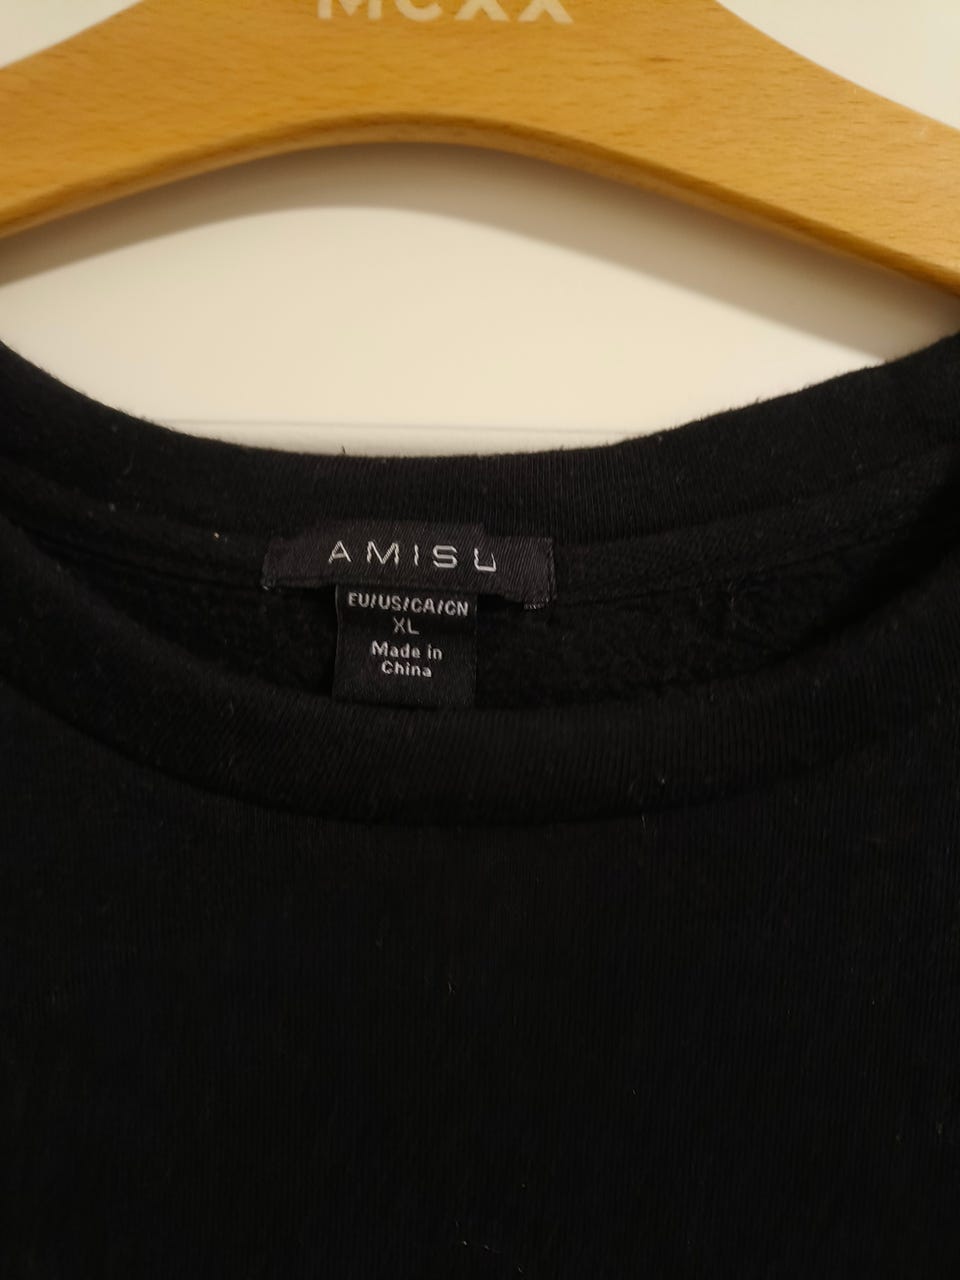 MCXX
AMISU
EU/US/CA/CN
XL
Made in
China